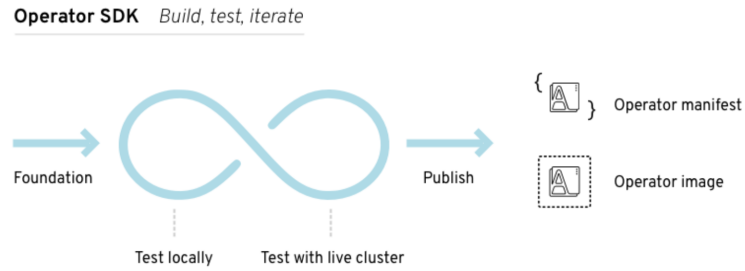 Operator SDK Build, test, iterate
Foundation
Publish
Test locally
Test with live cluster
{ }
Operator manifest
Operator image